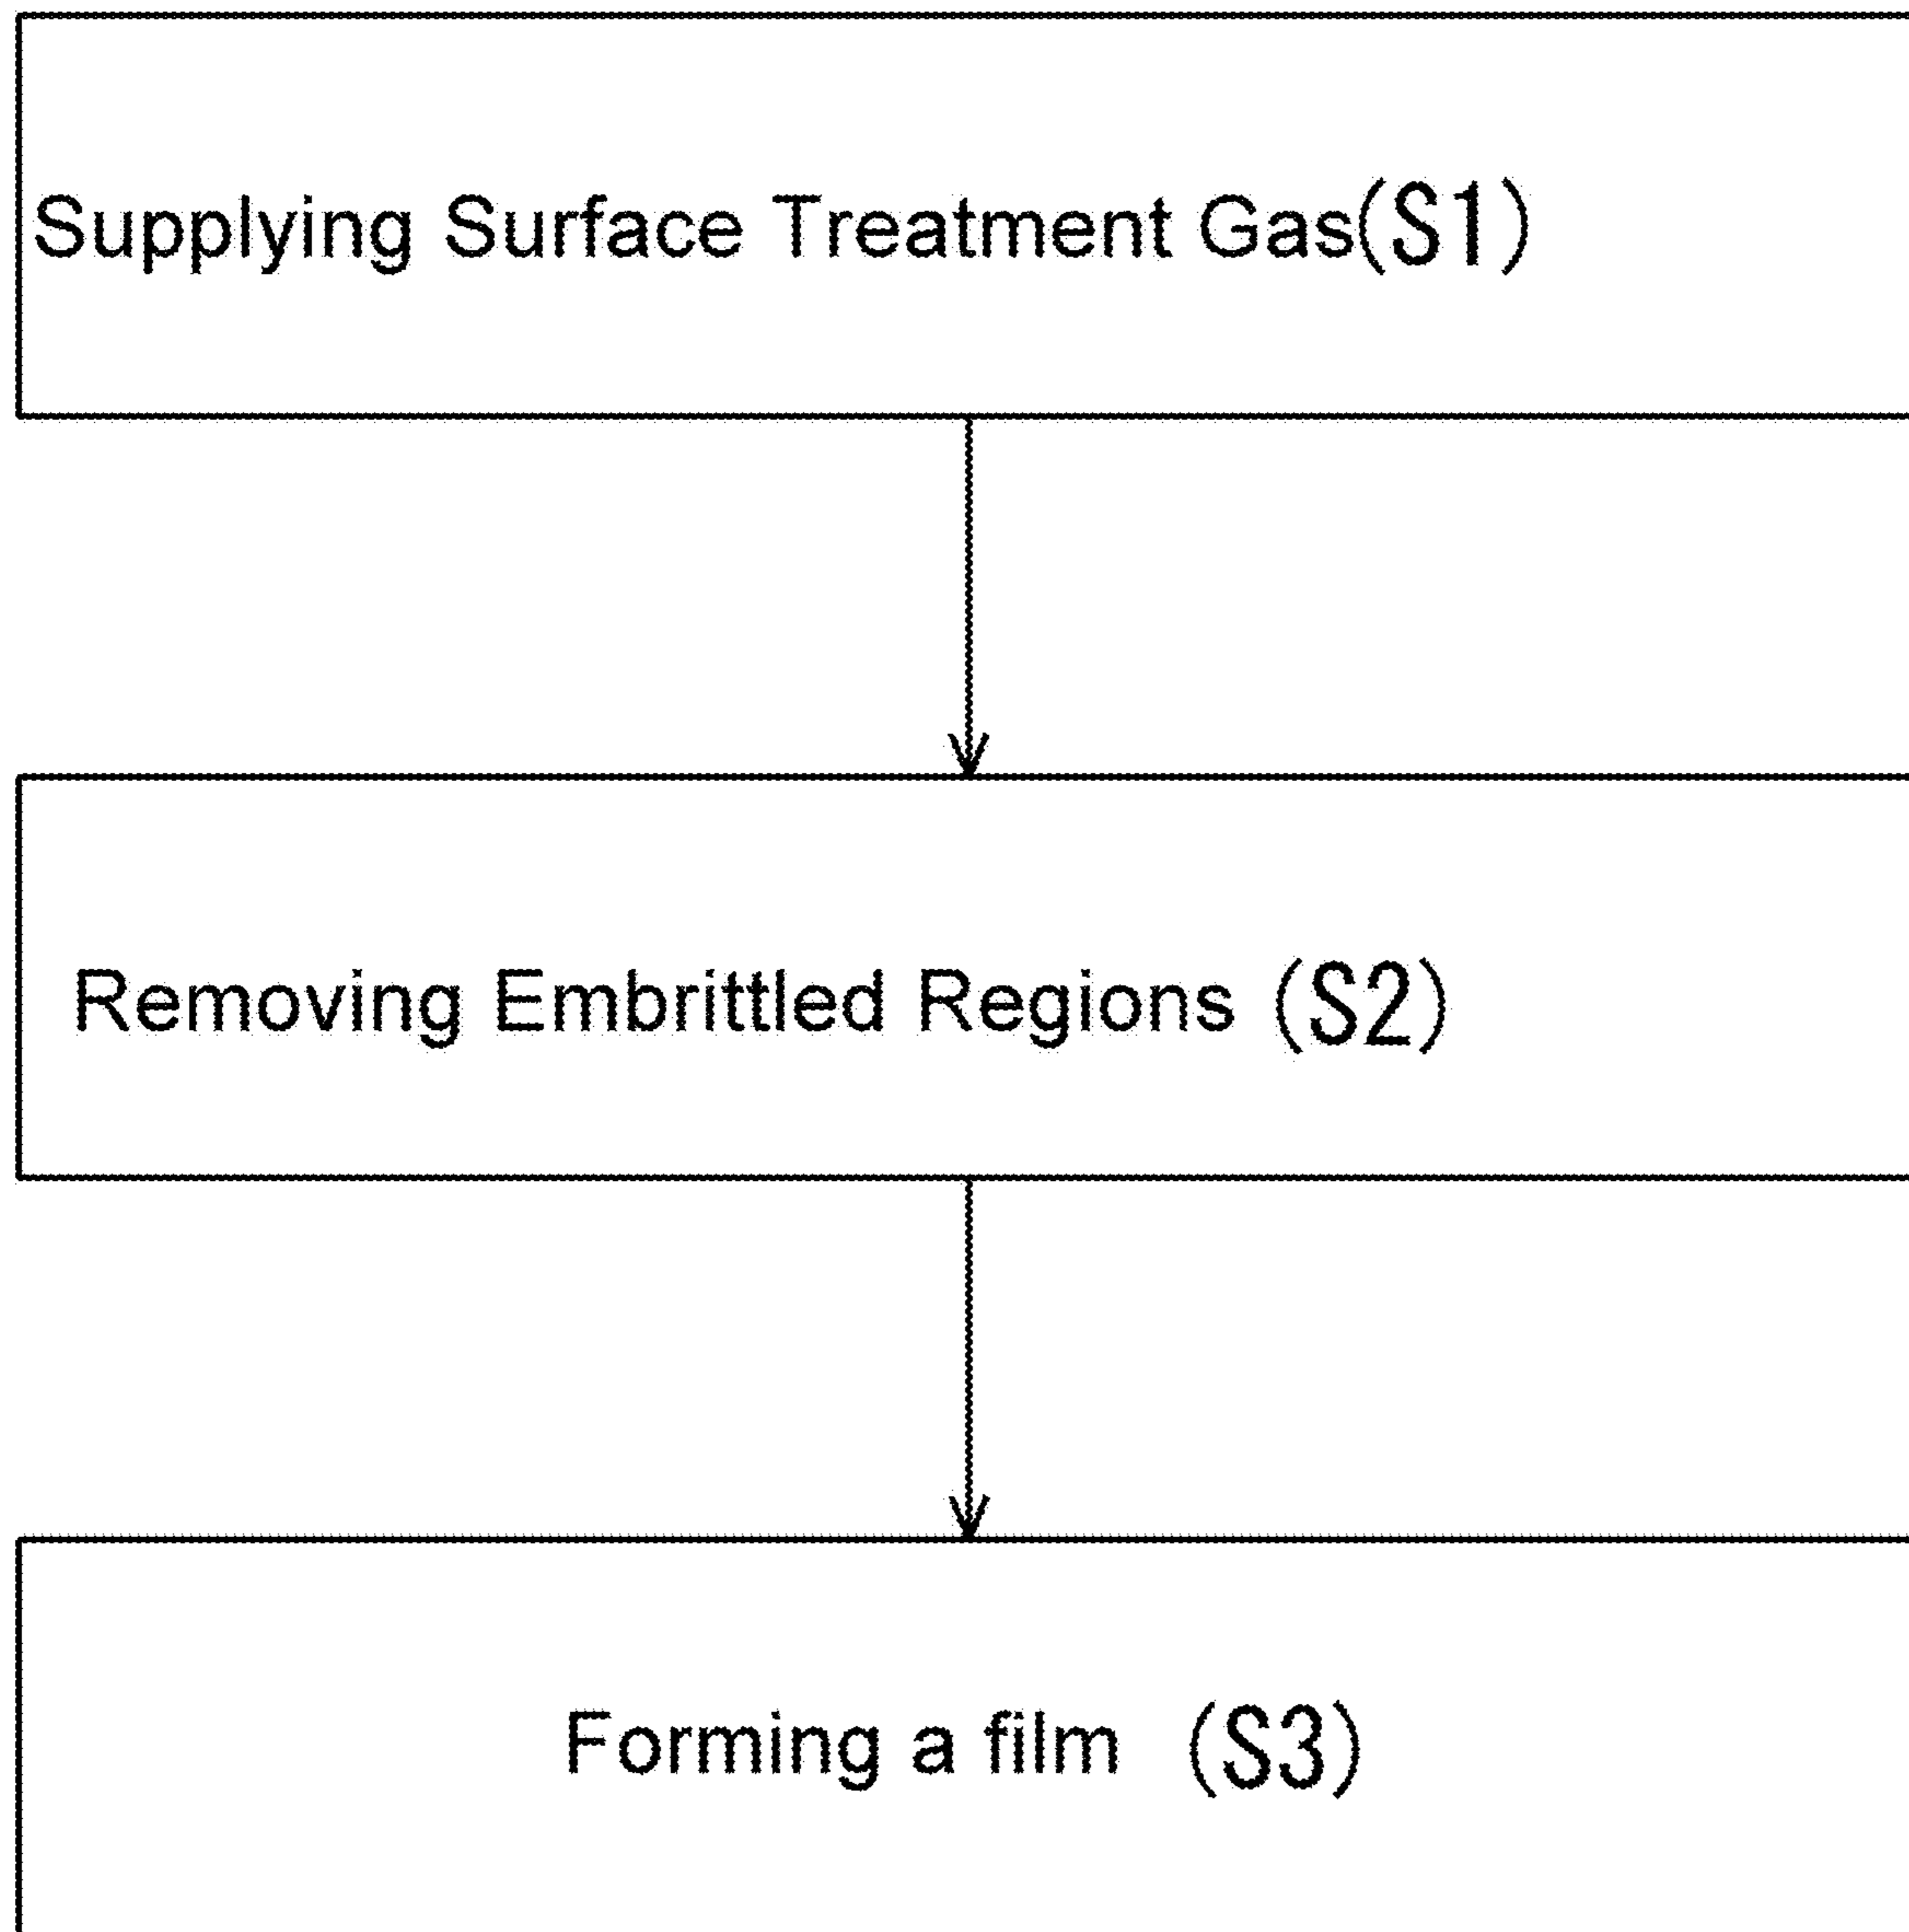 Supplying Surface Treatment Gas(S1)
Removing Embrittled Regions (S2)
Forming a film (S3)